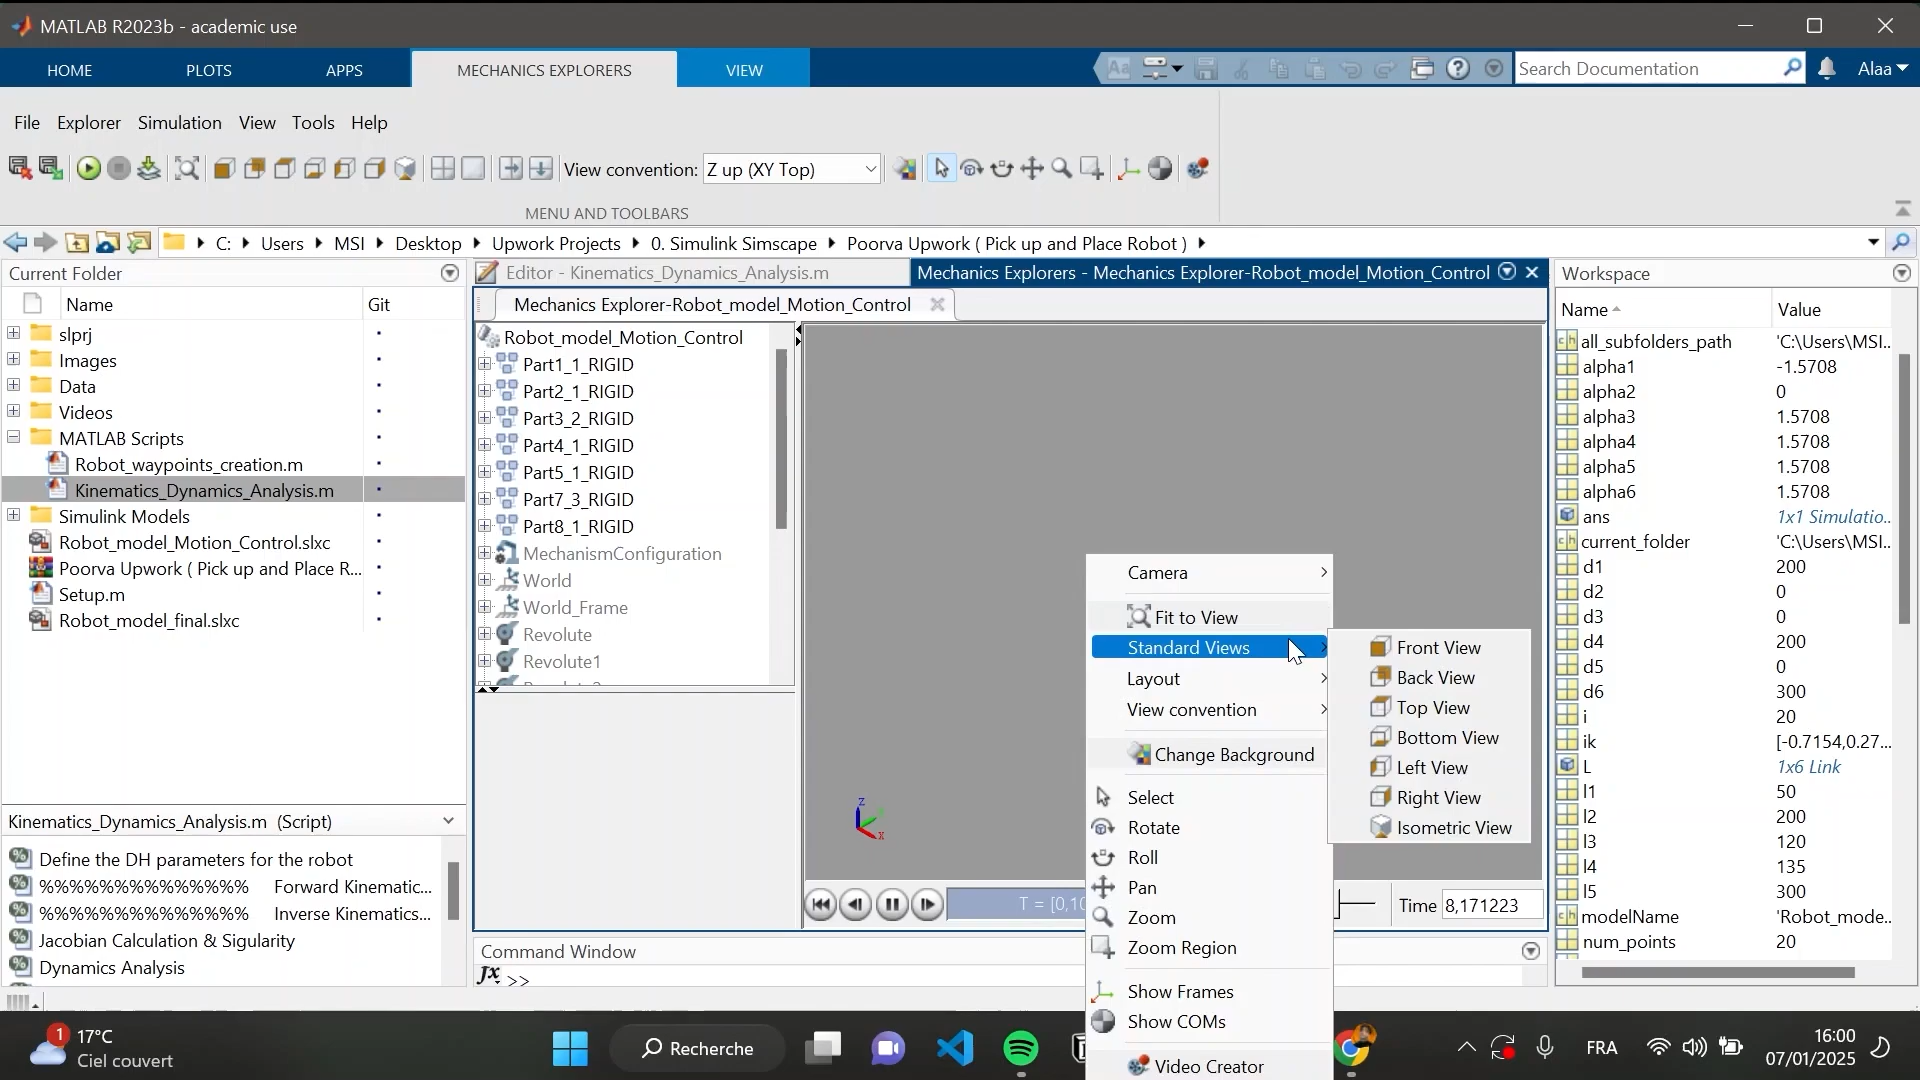 MATLAB R2023b - academic use
HOME PLOTS APPS MECHANICS EXPLORERS VIEW Search Documentation Alaa
File Explorer Simulation View Tools Help
View convention: Z up (XY Top)
MENU AND TOOLBARS
C: Users MSI Desktop Upwork Projects 0. Simulink Simscape Poorva Upwork ( Pick up and Place Robot )
Current Folder
Name Git
slprj
Images
Data
Videos
MATLAB Scripts
Robot_waypoints_creation.m
Kinematics_Dynamics_Analysis.m
Simulink Models
Robot_model_Motion_Control.slxc
Poorva Upwork ( Pick up and Place R...
Setup.m
Robot_model_final.slxc
Kinematics_Dynamics_Analysis.m (Script)
Define the DH parameters for the robot
%%%%%%%%%%%%%% Forward Kinematic...
%%%%%%%%%%%%%% Inverse Kinematics...
Jacobian Calculation & Sigularity
Dynamics Analysis
Editor - Kinematics_Dynamics_Analysis.m
Mechanics Explorers - Mechanics Explorer-Robot_model_Motion_Control
Mechanics Explorer-Robot_model_Motion_Control
Robot_model_Motion_Control
Part1_1_RIGID
Part2_1_RIGID
Part3_2_RIGID
Part4_1_RIGID
Part5_1_RIGID
Part7_3_RIGID
Part8_1_RIGID
MechanismConfiguration
World
World_Frame
Revolute
Revolute1
Z
X
Camera
Fit to View
Standard Views
Layout
View convention
Change Background
Select
Rotate
Roll
Pan
Zoom
Zoom Region
Show Frames
Show COMs
Video Creator
Front View
Back View
Top View
Bottom View
Left View
Right View
Isometric View
T = [0,10
Time 8,171223
Command Window
fx >>
Workspace
Name Value
all_subfolders_path 'C:\Users\MSI...
alpha1 -1.5708
alpha2 0
alpha3 1.5708
alpha4 1.5708
alpha5 1.5708
alpha6 1.5708
ans 1x1 Simulatio...
current_folder 'C:\Users\MSI...
d1 200
d2 0
d3 0
d4 200
d5 0
d6 300
i 20
ik [-0.7154,0.27...
L 1x6 Link
l1 50
l2 200
l3 120
l4 135
l5 300
modelName 'Robot_mode...
num_points 20
1
17°C
Ciel couvert
Recherche
FRA
16:00
07/01/2025